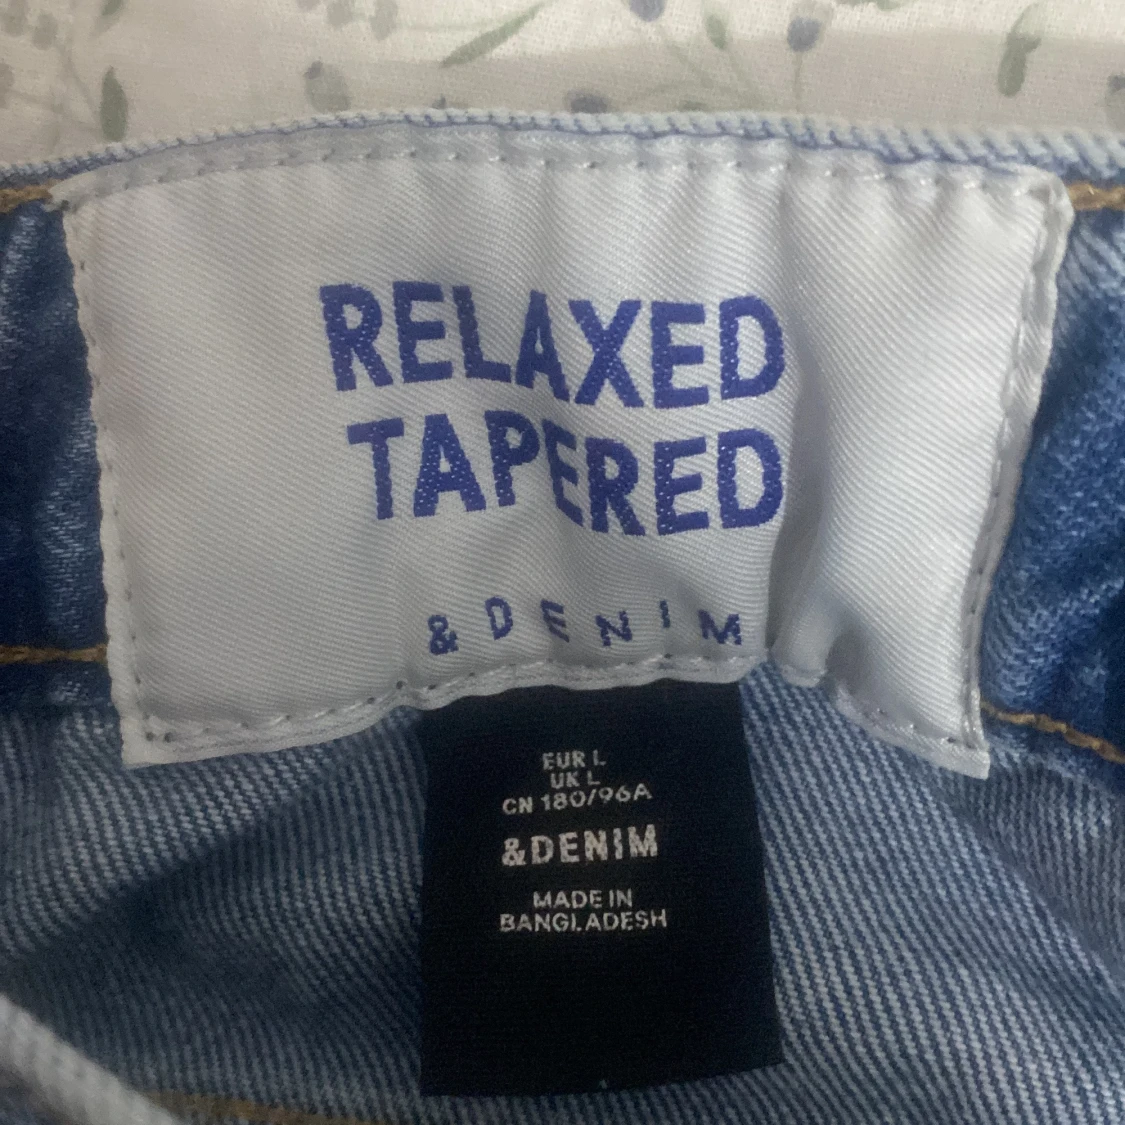 RELAXED
TAPERED
& DENIM
EUR L
UK L
CN 180/96A
&DENIM
MADE IN
BANGLADESH